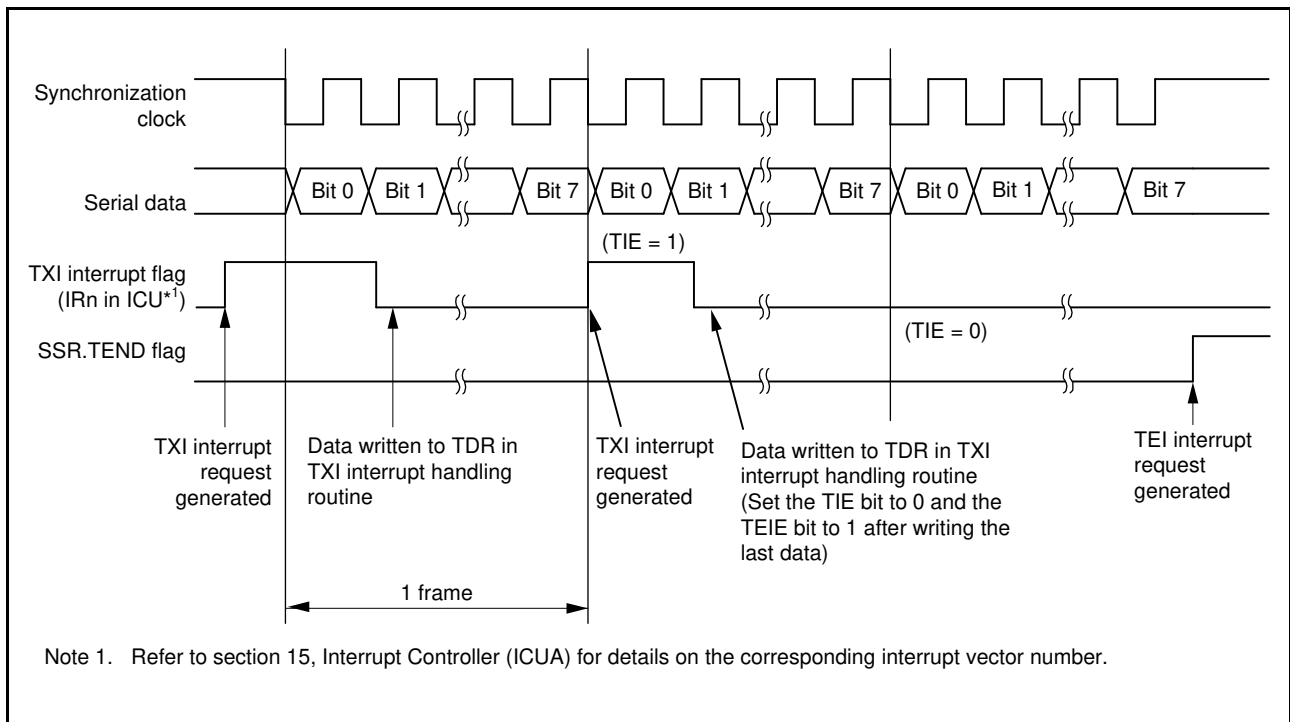 Synchronization
clock
Serial data
Bit 0 Bit 1 Bit 7 Bit 0 Bit 1 Bit 7 Bit 0 Bit 1 Bit 7
(TIE = 1)
TXI interrupt flag
(IRn in ICU*1)
(TIE = 0)
SSR.TEND flag
TXI interrupt
request
generated
Data written to TDR in
TXI interrupt handling
routine
TXI interrupt
request
generated
Data written to TDR in TXI
interrupt handling routine
(Set the TIE bit to 0 and the
TEIE bit to 1 after writing the
last data)
TEI interrupt
request
generated
1 frame
Note 1. Refer to section 15, Interrupt Controller (ICUA) for details on the corresponding interrupt vector number.